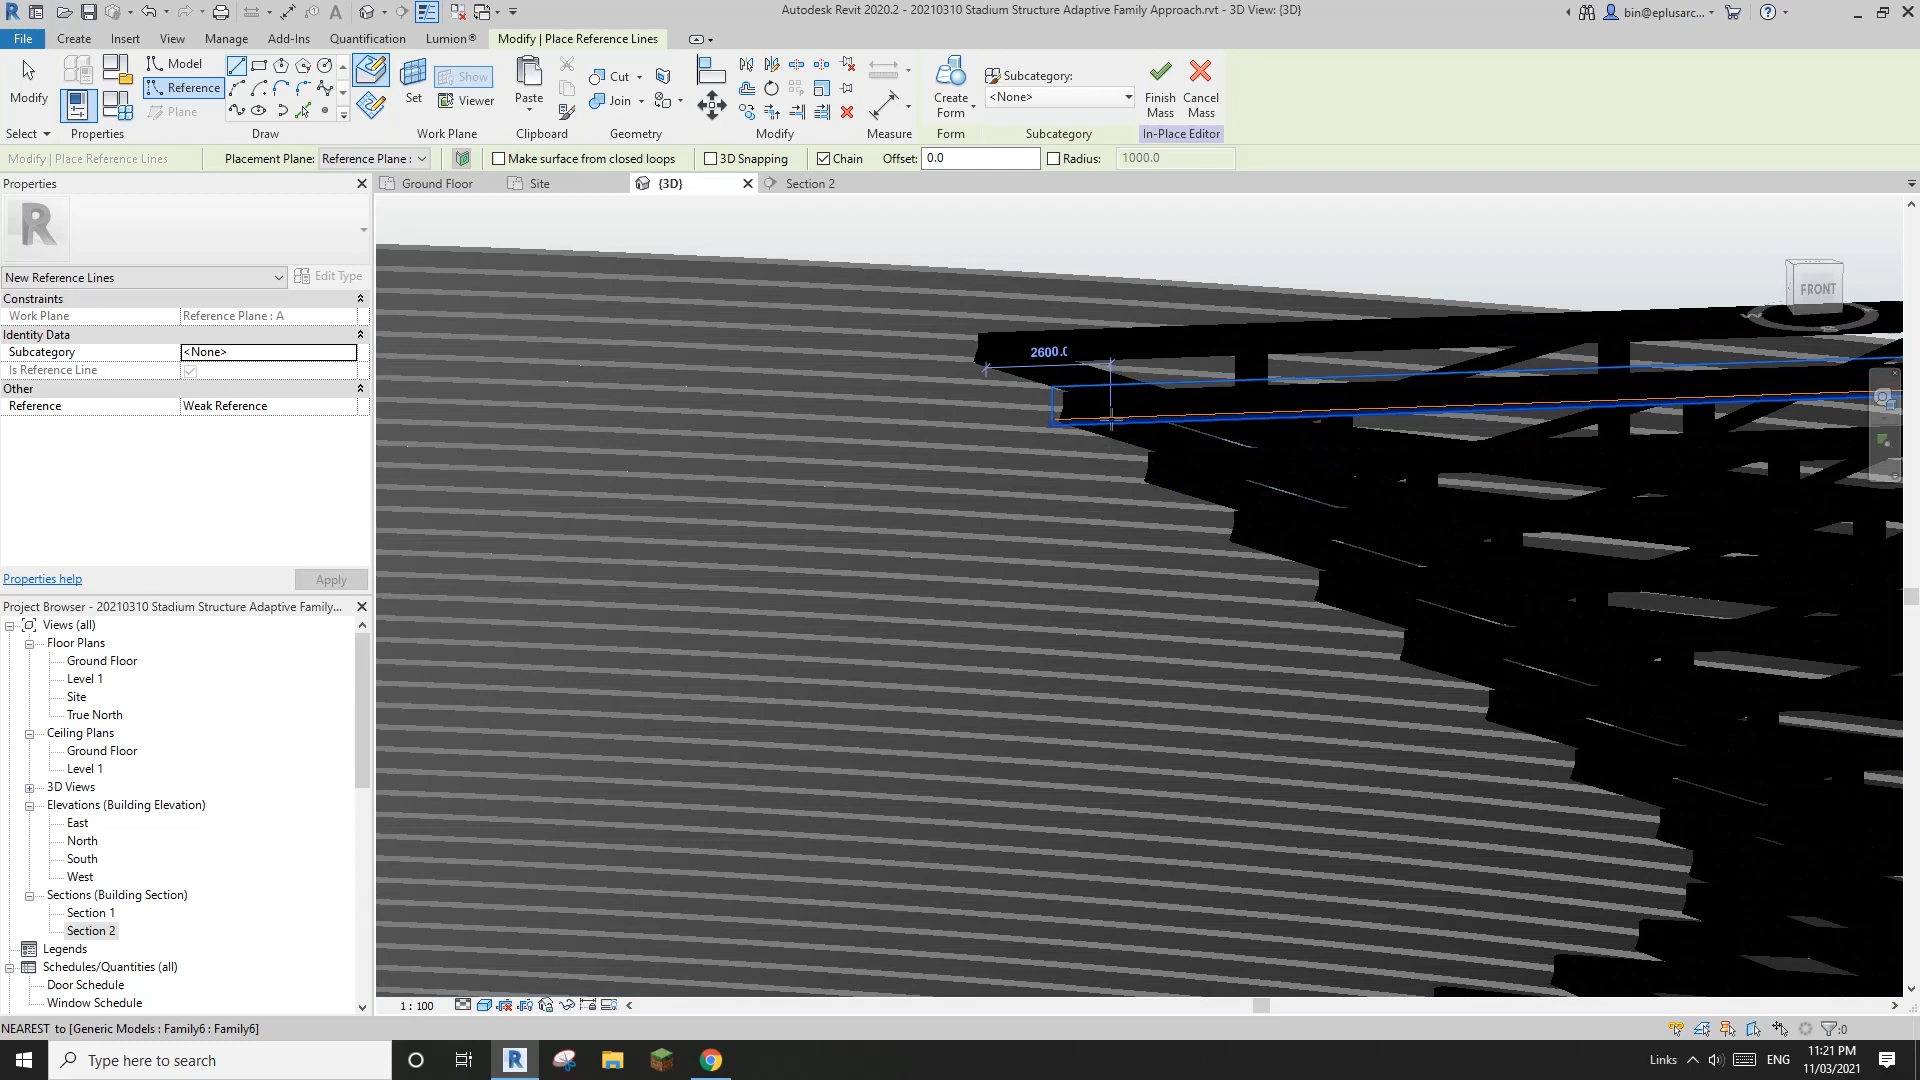 Autodesk Revit 2020.2 - 20210310 Stadium Structure Adaptive Family Approach.rvt - 3D View: {3D}
bin@eplusarc...
File Create Insert View Manage Add-Ins Quantification Lumion® Modify | Place Reference Lines
Modify
Select
Properties
Model
Reference
Plane
Draw
Set
Show
Viewer
Work Plane
Paste
Clipboard
Cut
Join
Geometry
Modify
Measure
Create
Form
Form
Subcategory:
<None>
Subcategory
Finish
Mass
Cancel
Mass
In-Place Editor
Modify | Place Reference Lines Placement Plane: Reference Plane : Make surface from closed loops 3D Snapping Chain Offset: 0.0 Radius: 1000.0
Properties
Ground Floor Site {3D} Section 2
R
New Reference Lines Edit Type
Constraints
Work Plane Reference Plane : A
Identity Data
Subcategory <None>
Is Reference Line
Other
Reference Weak Reference
Properties help Apply
2600.0
FRONT
Project Browser - 20210310 Stadium Structure Adaptive Family...
Views (all)
Floor Plans
Ground Floor
Level 1
Site
True North
Ceiling Plans
Ground Floor
Level 1
3D Views
Elevations (Building Elevation)
East
North
South
West
Sections (Building Section)
Section 1
Section 2
Legends
Schedules/Quantities (all)
Door Schedule
Window Schedule
1 : 100
NEAREST to [Generic Models : Family6 : Family6]
:0
Type here to search
Links ENG
11:21 PM
11/03/2021